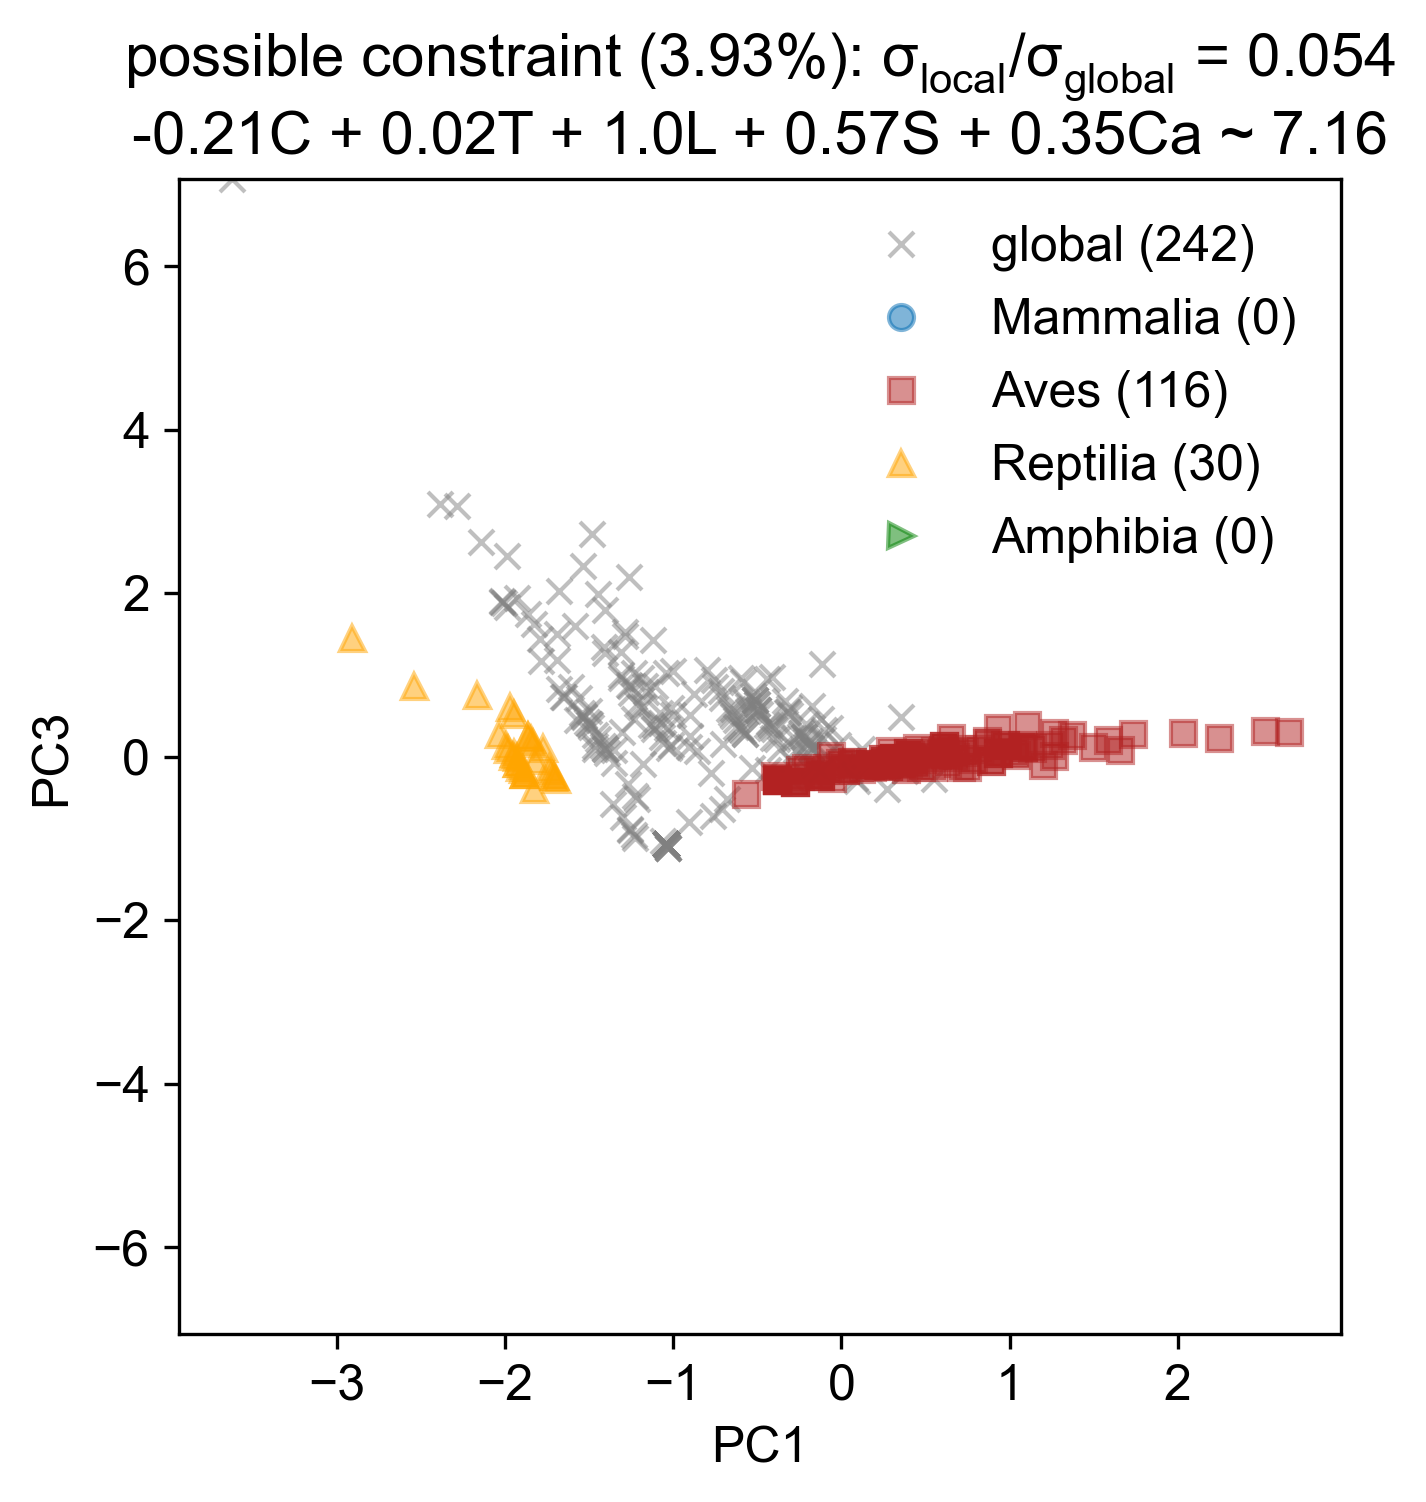 possible constraint (3.93%): σlocal/σglobal = 0.054
-0.21C + 0.02T + 1.0L + 0.57S + 0.35Ca ~ 7.16
global (242)
Mammalia (0)
Aves (116)
Reptilia (30)
Amphibia (0)
6
4
2
0
−2
−4
−6
PC3
−3 −2 −1 0 1 2
PC1